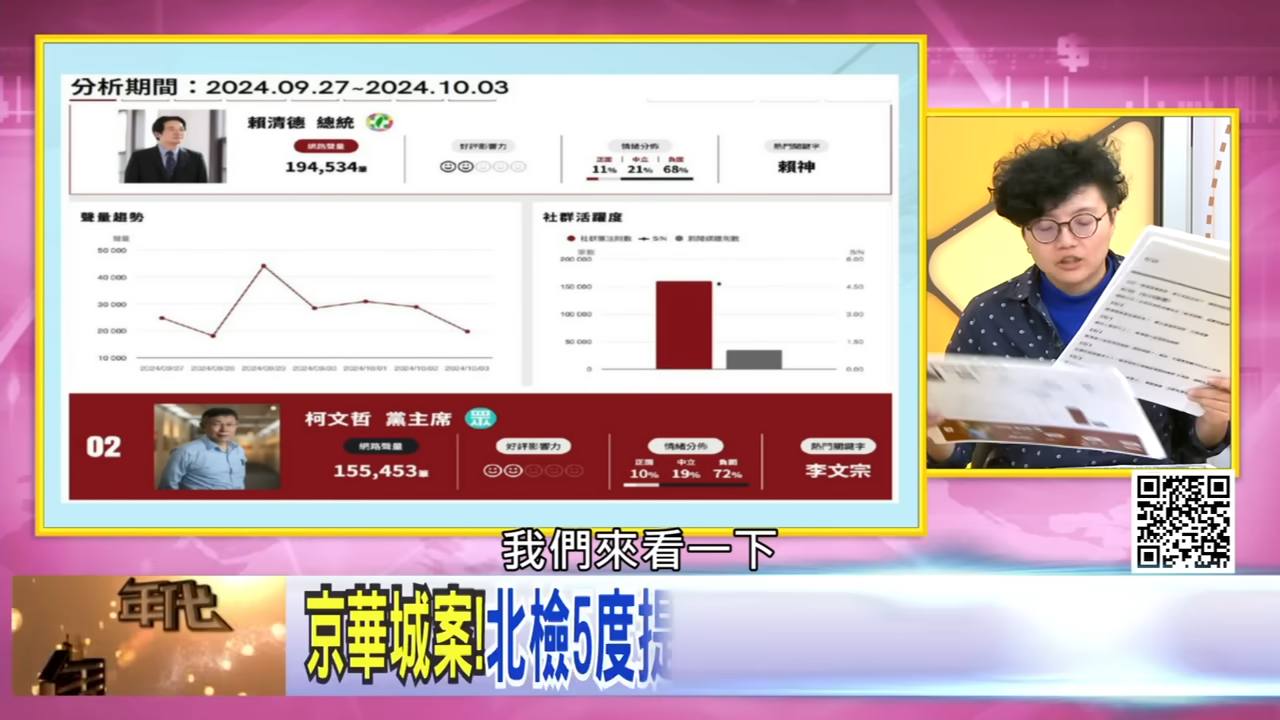 分析期間：2024.09.27~2024.10.03
賴清德 總統
網路聲量
194,534筆
好評影響力
情緒分佈
正面 | 中立 | 負面
11% 21% 68%
熱門關鍵字
賴神
聲量趨勢
聲量
50 000
40 000
30 000
20 000
10 000
2024/09/27 2024/09/28 2024/09/29 2024/09/30 2024/10/01 2024/10/02 2024/10/03
社群活躍度
S/N
200 000
150 000
100 000
50 000
0
S/N
6.00
4.50
3.00
1.50
0.00
02
柯文哲 黨主席
眾
網路聲量
155,453筆
好評影響力
情緒分佈
正面 中立 負面
10% 19% 72%
熱門關鍵字
李文宗
我們來看一下
年代
京華城案!北檢5度提